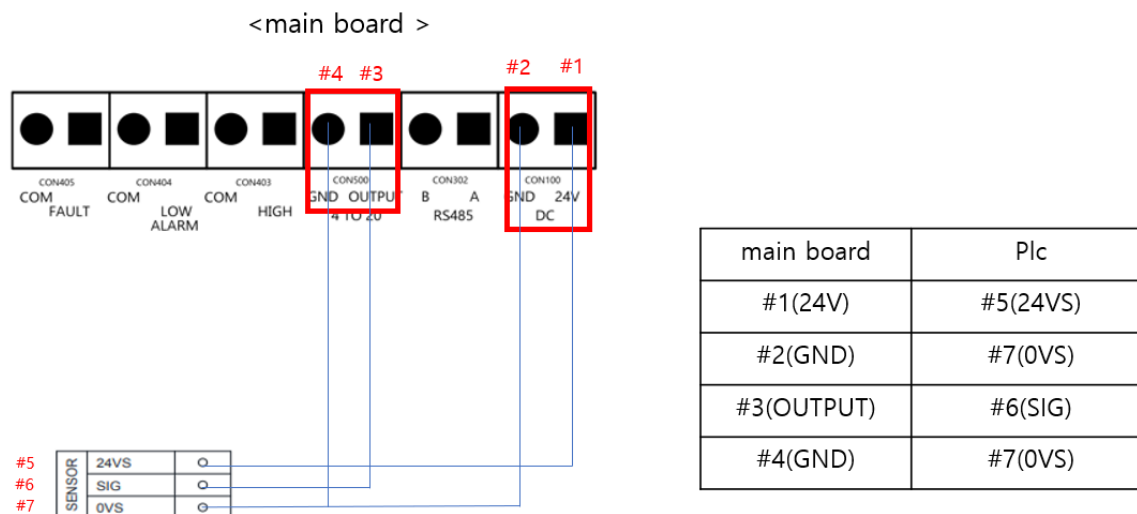 <main board >
#4 #3 #2 #1
CON405 CON404 CON403 CON500 CON302 CON100
COM COM COM GND OUTPUT B A GND 24V
FAULT LOW HIGH 4 TO 20 RS485 DC
ALARM
main board Plc
#1(24V) #5(24VS)
#2(GND) #7(0VS)
#3(OUTPUT) #6(SIG)
#4(GND) #7(0VS)
SENSOR
#5 24VS
#6 SIG
#7 0VS